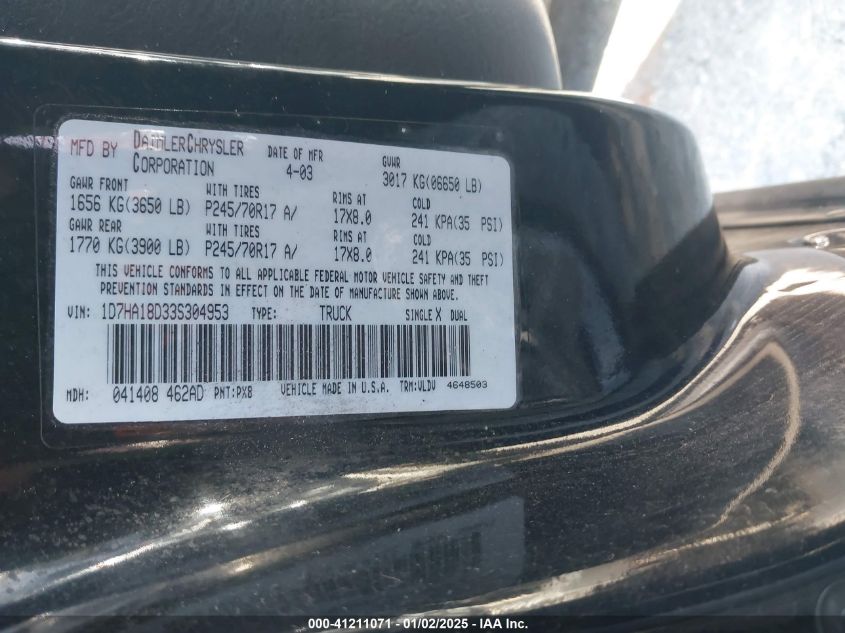 MFD BY DAIMLERCHRYSLER CORPORATION DATE OF MFR 4-03 GVWR 3017 KG(06650 LB)
GAWR FRONT WITH TIRES RIMS AT COLD
1656 KG(3650 LB) P245/70R17 A/ 17X8.0 241 KPA(35 PSI)
GAWR REAR WITH TIRES RIMS AT COLD
1770 KG(3900 LB) P245/70R17 A/ 17X8.0 241 KPA(35 PSI)
THIS VEHICLE CONFORMS TO ALL APPLICABLE FEDERAL MOTOR VEHICLE SAFETY AND THEFT
PREVENTION STANDARDS IN EFFECT ON THE DATE OF MANUFACTURE SHOWN ABOVE.
VIN: 1D7HA18D33S304953 TYPE: TRUCK SINGLE X DUAL
MDH: 041408 462AD PNT:PX8 VEHICLE MADE IN U.S.A. TRM:VLDV 4648503
000-41211071 - 01/02/2025 - IAA Inc.